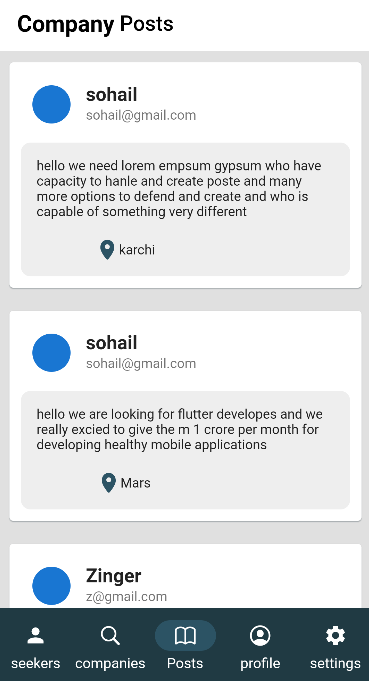 Company Posts
sohail
sohail@gmail.com
hello we need lorem empsum gypsum who have
capacity to hanle and create poste and many
more options to defend and create and who is
capable of something very different
karchi
sohail
sohail@gmail.com
hello we are looking for flutter developes and we
really excied to give the m 1 crore per month for
developing healthy mobile applications
Mars
Zinger
z@gmail.com
seekers companies Posts profile settings